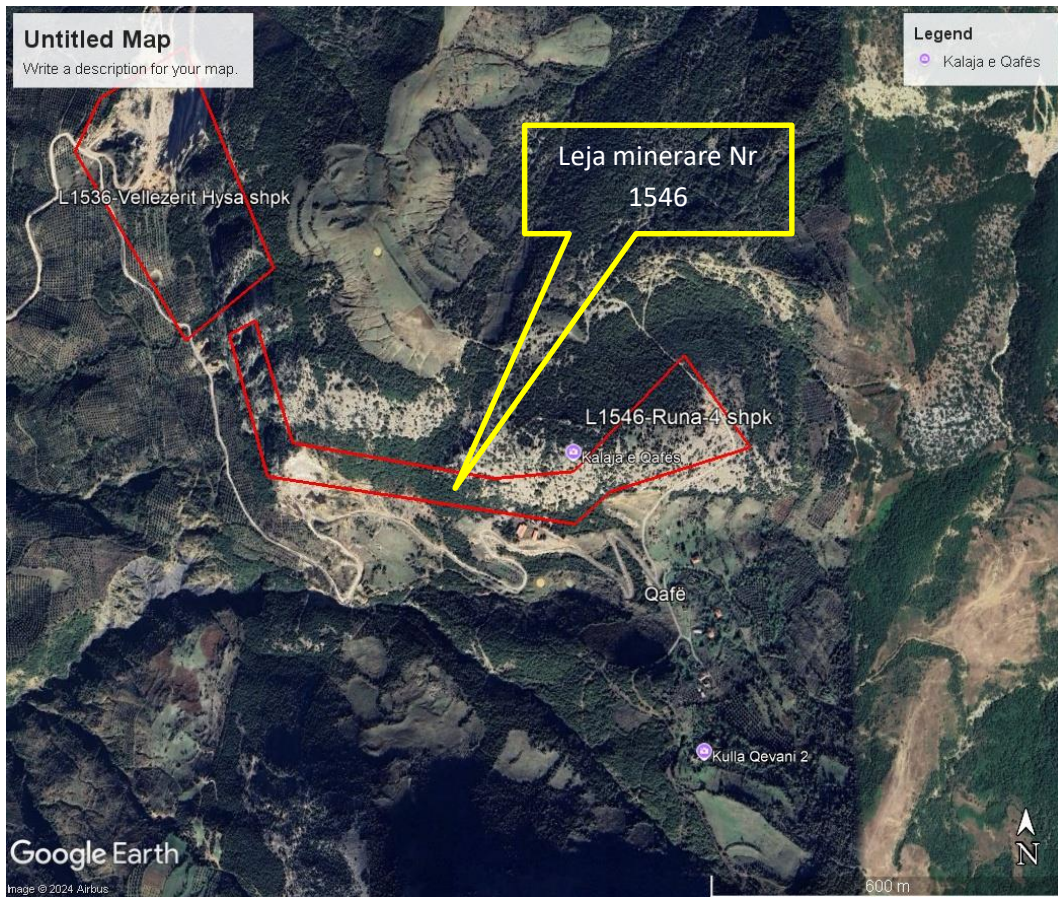 Untitled Map
Write a description for your map.
Legend
Kalaja e Qafës
Leja minerare Nr
1546
L1536-Vellezerit Hysa shpk
L1546-Runa-4 shpk
Kalaja e Qafës
Qafë
Kulla Qevani 2
Google Earth
N
Image © 2024 Airbus
600 m